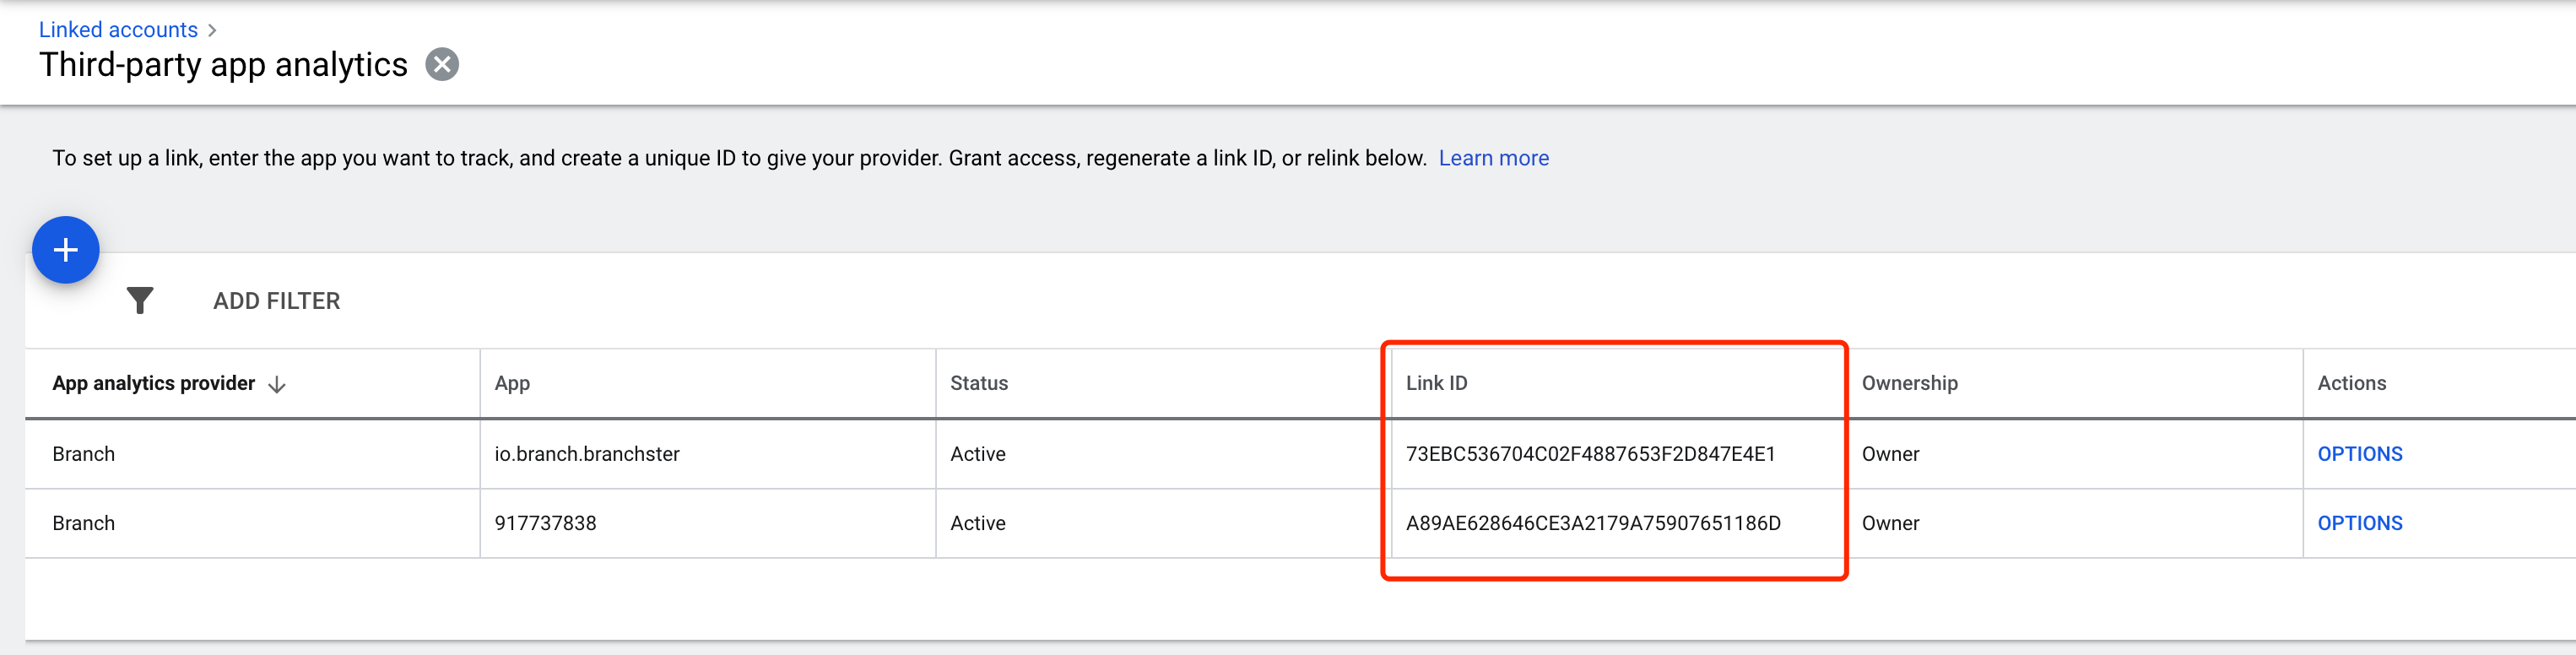 Linked accounts
Third-party app analytics
To set up a link, enter the app you want to track, and create a unique ID to give your provider. Grant access, regenerate a link ID, or relink below. Learn more
ADD FILTER
App analytics provider App Status Link ID Ownership Actions
Branch io.branch.branchster Active 73EBC536704C02F4887653F2D847E4E1 Owner OPTIONS
Branch 917737838 Active A89AE628646CE3A2179A75907651186D Owner OPTIONS